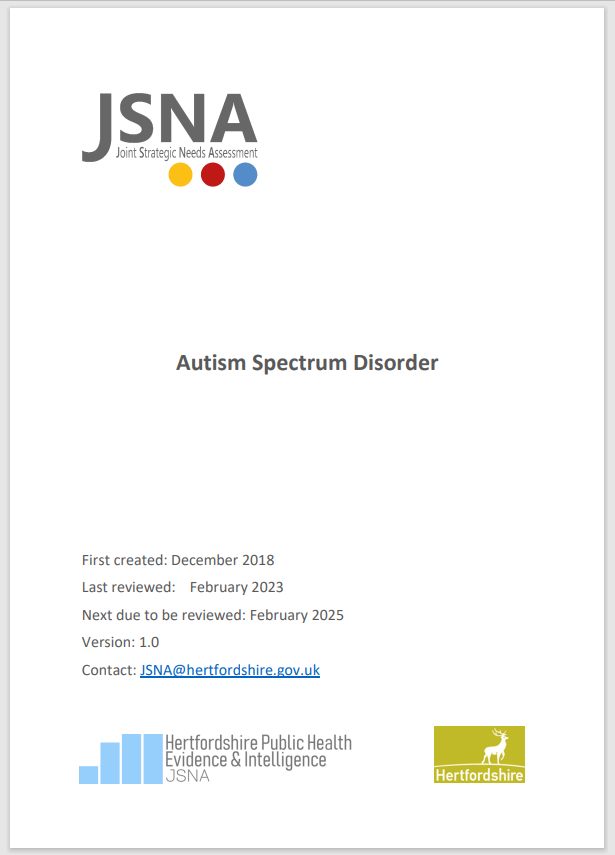 JSNA
Joint Strategic Needs Assessment
Autism Spectrum Disorder
First created: December 2018
Last reviewed: February 2023
Next due to be reviewed: February 2025
Version: 1.0
Contact: JSNA@hertfordshire.gov.uk
Hertfordshire Public Health
Evidence & Intelligence
JSNA
Hertfordshire